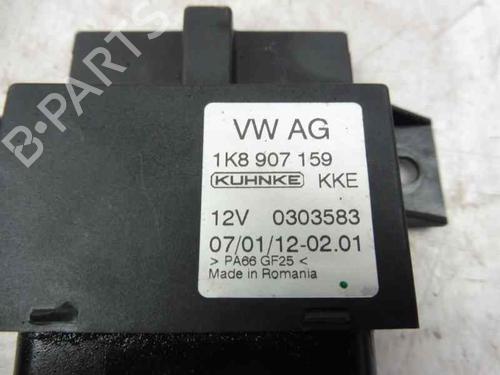 B-PARTS
VW AG
1K8 907 159
KUHNKE KKE
12V 0303583
07/01/12-02.01
> PA66 GF25 <
Made in Romania